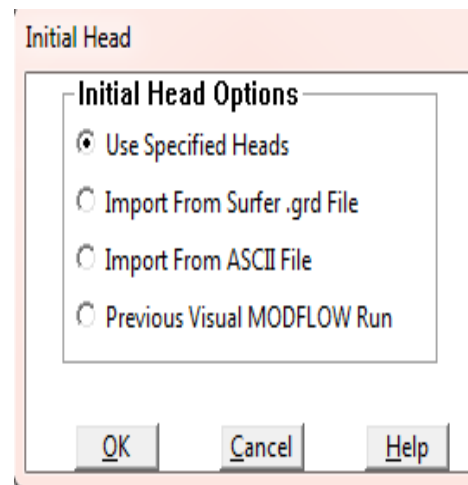 Initial Head
Initial Head Options
Use Specified Heads
Import From Surfer .grd File
Import From ASCII File
Previous Visual MODFLOW Run
OK Cancel Help